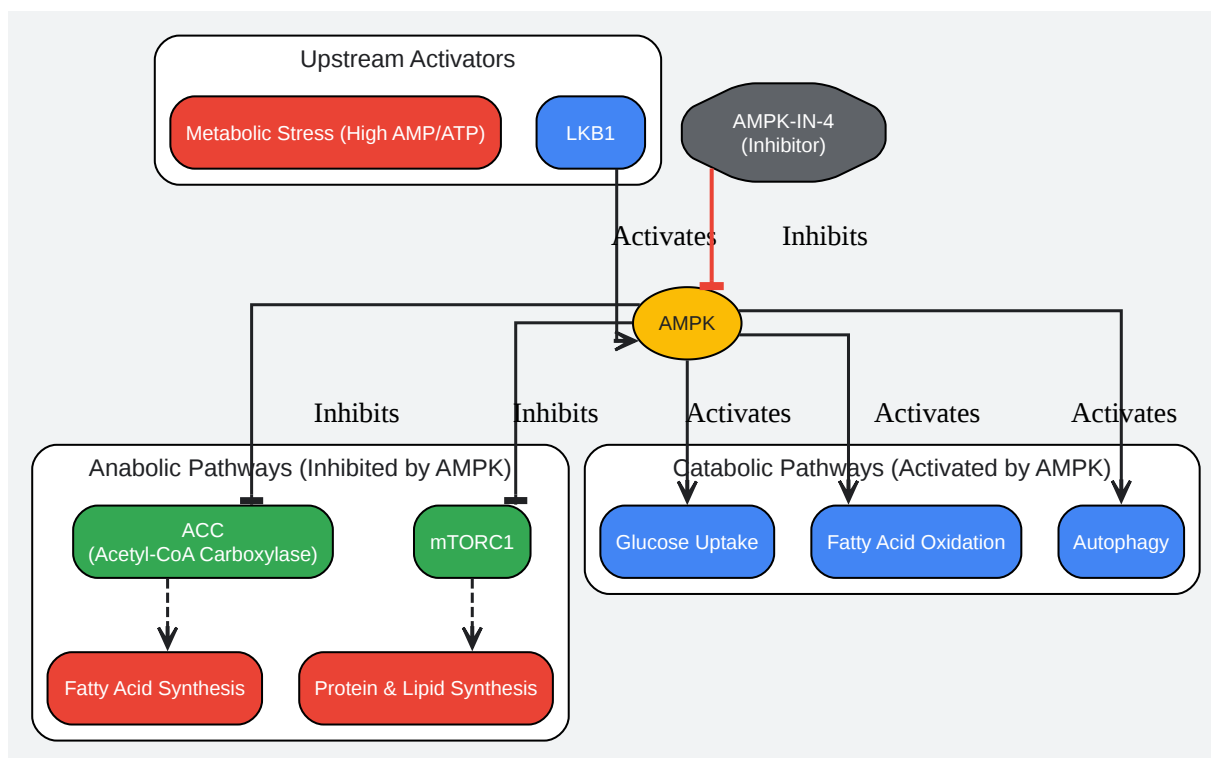 Upstream Activators
Metabolic Stress (High AMP/ATP)
LKB1
AMPK-IN-4
(Inhibitor)
Activates
Inhibits
AMPK
Inhibits
Inhibits
Activates
Activates
Activates
Anabolic Pathways (Inhibited by AMPK)
Catabolic Pathways (Activated by AMPK)
ACC
(Acetyl-CoA Carboxylase)
mTORC1
Glucose Uptake
Fatty Acid Oxidation
Autophagy
Fatty Acid Synthesis
Protein & Lipid Synthesis